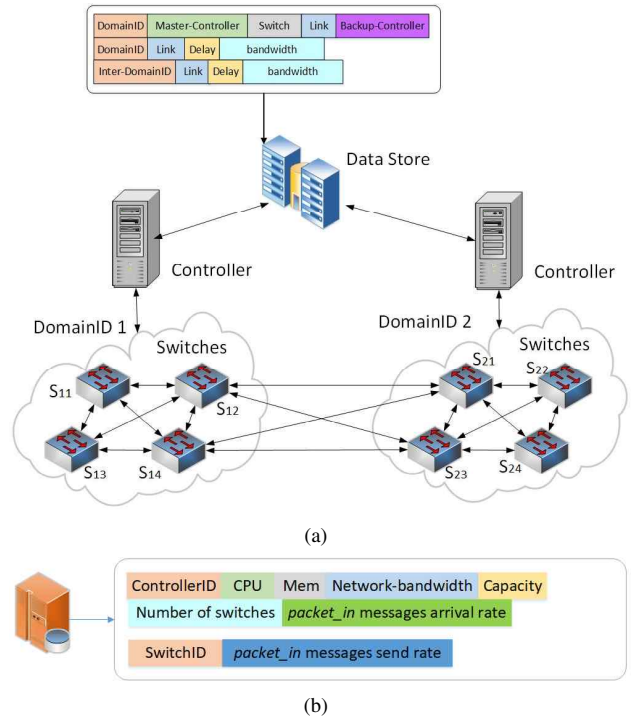 DomainID Master-Controller Switch Link Backup-Controller
DomainID Link Delay bandwidth
Inter-DomainID Link Delay bandwidth
Data Store
Controller
Controller
DomainID 1
DomainID 2
Switches
Switches
S11
S12
S13
S14
S21
S22
S23
S24
(a)
ControllerID CPU Mem Network-bandwidth Capacity
Number of switches packet_in messages arrival rate
SwitchID packet_in messages send rate
(b)